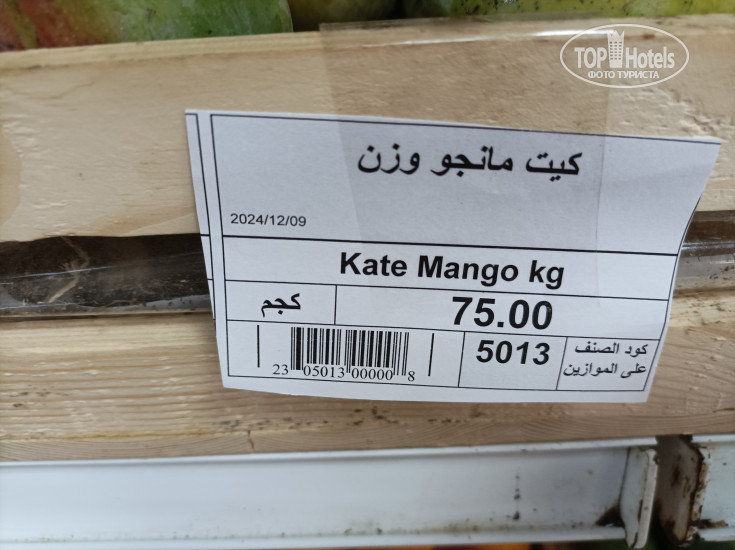 TOP Hotels
ФОТО ТУРИСТА
كيت مانجو وزن
2024/12/09
Kate Mango kg
كجم
75.00
23 05013 00000 8
5013
كود الصنف
على الموازين